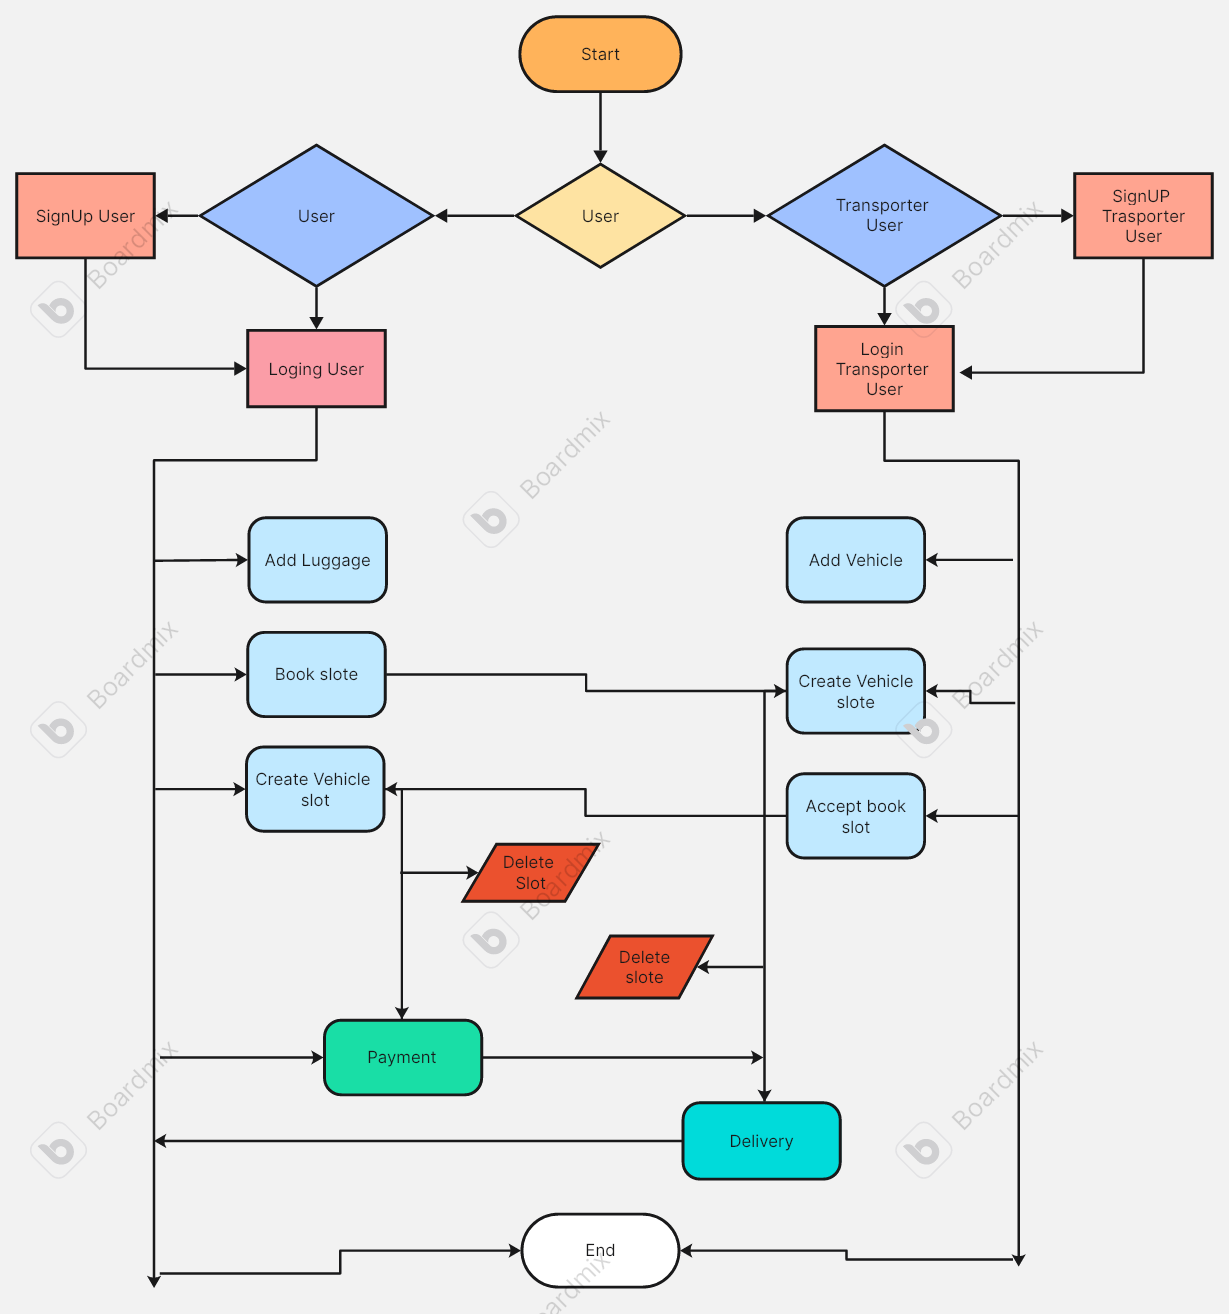 Start
SignUp User
User
User
Transporter
User
SignUP
Trasporter
User
Loging User
Login
Transporter
User
Add Luggage
Add Vehicle
Book slote
Create Vehicle
slote
Create Vehicle
slot
Accept book
slot
Delete
Slot
Delete
slote
Payment
Delivery
End
Boardmix
Boardmix
Boardmix
Boardmix
Boardmix
Boardmix
Boardmix
Boardmix
Boardmix